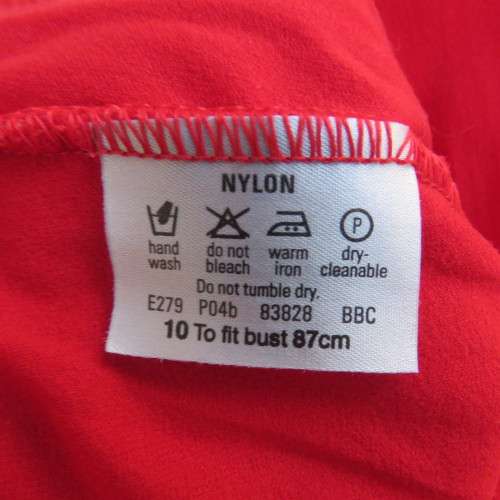 NYLON
P
hand wash do not bleach warm iron dry-cleanable
Do not tumble dry.
E279 P04b 83828 BBC
10 To fit bust 87cm